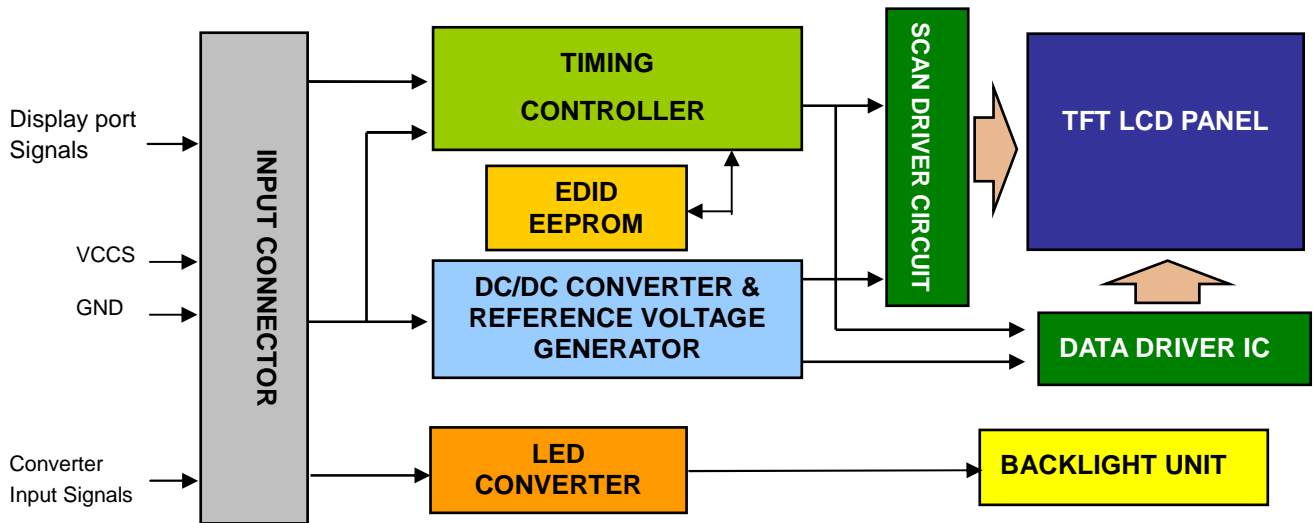 Display port
Signals
VCCS
GND
Converter
Input Signals
INPUT CONNECTOR
TIMING
CONTROLLER
EDID
EEPROM
DC/DC CONVERTER &
REFERENCE VOLTAGE
GENERATOR
LED
CONVERTER
SCAN DRIVER CIRCUIT
TFT LCD PANEL
DATA DRIVER IC
BACKLIGHT UNIT